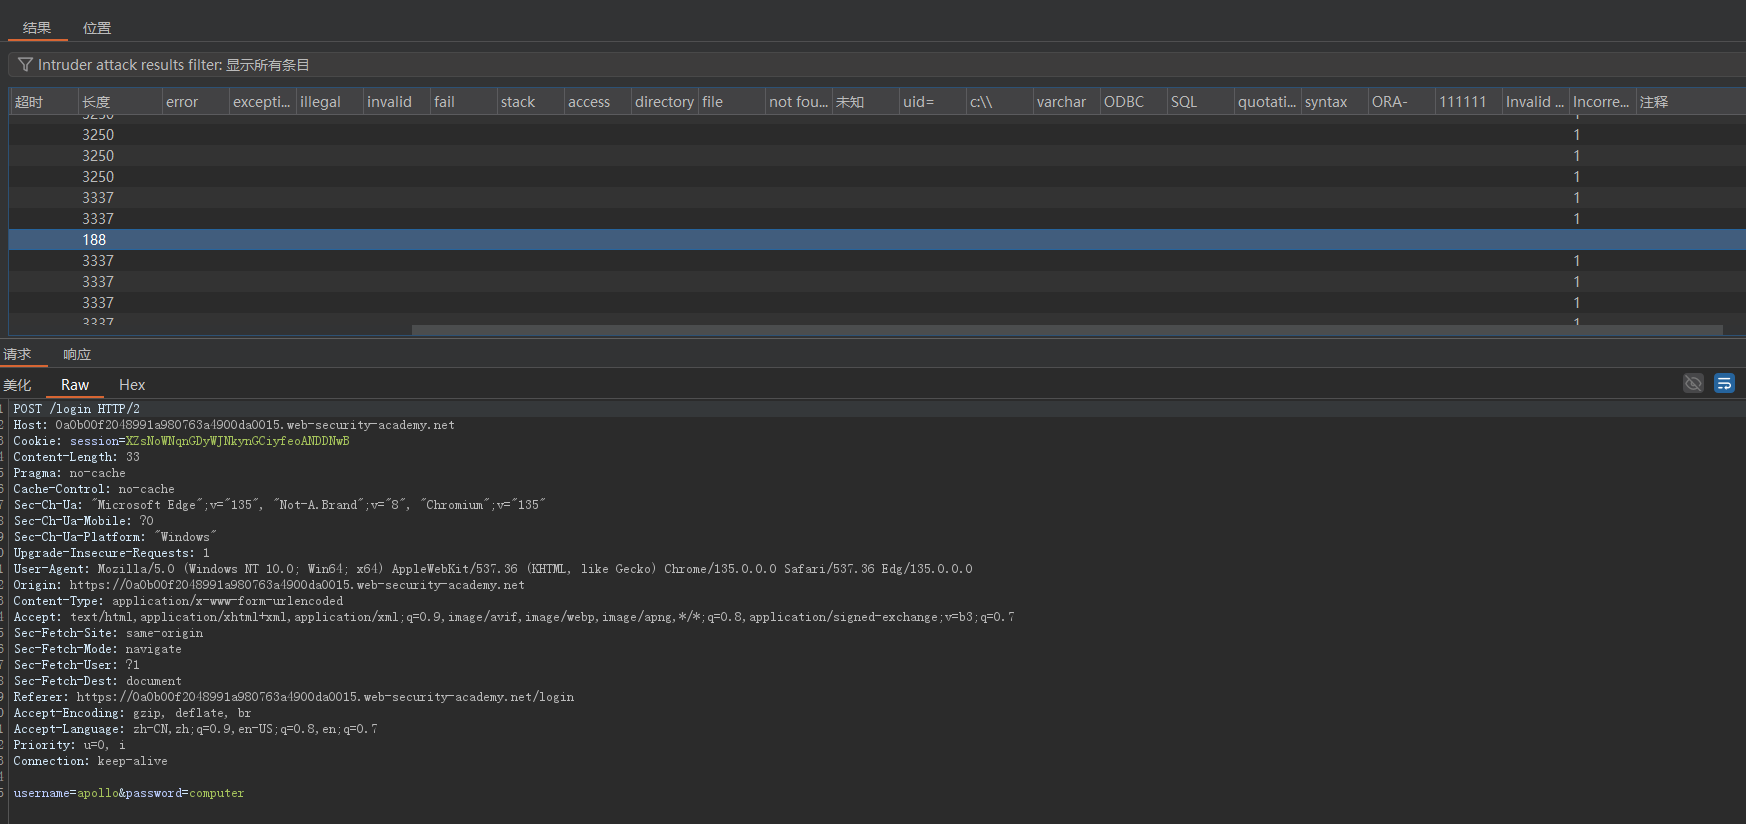 结果 位置
Intruder attack results filter: 显示所有条目
超时 长度 error excepti... illegal invalid fail stack access directory file not fou... 未知 uid= c:\\ varchar ODBC SQL quotati... syntax ORA- 111111 Invalid ... Incorre... 注释
3250 1
3250 1
3250 1
3250 1
3337 1
3337 1
188
3337 1
3337 1
3337 1
3337 1
请求 响应
美化 Raw Hex
POST /login HTTP/2
Host: 0a0b00f2048991a980763a4900da0015.web-security-academy.net
Cookie: session=XZsNoWNqnGDyWJNkynGCiyfeoANDDNwB
Content-Length: 33
Pragma: no-cache
Cache-Control: no-cache
Sec-Ch-Ua: "Microsoft Edge";v="135", "Not-A.Brand";v="8", "Chromium";v="135"
Sec-Ch-Ua-Mobile: ?0
Sec-Ch-Ua-Platform: "Windows"
Upgrade-Insecure-Requests: 1
User-Agent: Mozilla/5.0 (Windows NT 10.0; Win64; x64) AppleWebKit/537.36 (KHTML, like Gecko) Chrome/135.0.0.0 Safari/537.36 Edg/135.0.0.0
Origin: https://0a0b00f2048991a980763a4900da0015.web-security-academy.net
Content-Type: application/x-www-form-urlencoded
Accept: text/html,application/xhtml+xml,application/xml;q=0.9,image/avif,image/webp,image/apng,*/*;q=0.8,application/signed-exchange;v=b3;q=0.7
Sec-Fetch-Site: same-origin
Sec-Fetch-Mode: navigate
Sec-Fetch-User: ?1
Sec-Fetch-Dest: document
Referer: https://0a0b00f2048991a980763a4900da0015.web-security-academy.net/login
Accept-Encoding: gzip, deflate, br
Accept-Language: zh-CN,zh;q=0.9,en-US;q=0.8,en;q=0.7
Priority: u=0, i
Connection: keep-alive
username=apollo&password=computer